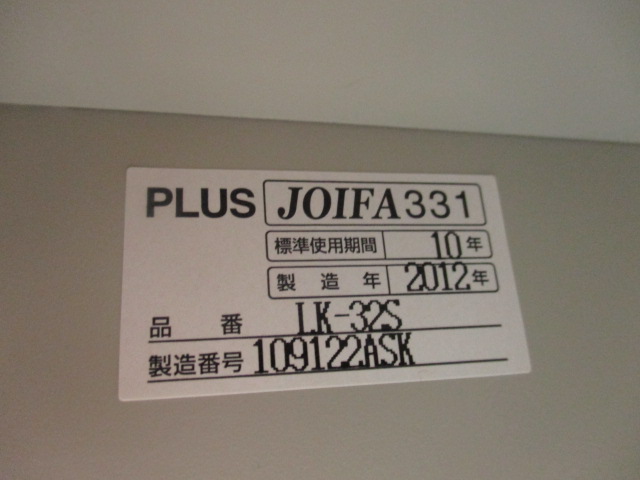 PLUS JOIFA331
標準使用期間 10年
製造年 2012年
品番 LK-32S
製造番号 109122ASK